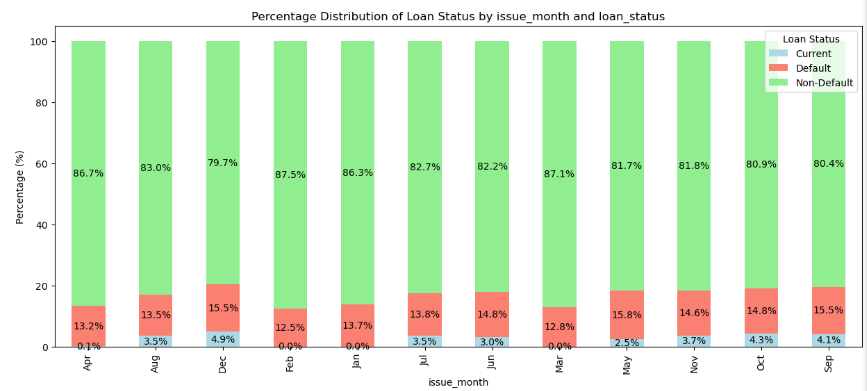 Percentage Distribution of Loan Status by issue_month and loan_status
Loan Status
Current
Default
Non-Default
Percentage (%)
100
80
60
40
20
0
86.7%
83.0%
79.7%
87.5%
86.3%
82.7%
82.2%
87.1%
81.7%
81.8%
80.9%
80.4%
13.2%
13.5%
15.5%
12.5%
13.7%
13.8%
14.8%
12.8%
15.8%
14.6%
14.8%
15.5%
0.1%
3.5%
4.9%
0.0%
0.0%
3.5%
3.0%
0.0%
2.5%
3.7%
4.3%
4.1%
Apr
Aug
Dec
Feb
Jan
Jul
Jun
Mar
May
Nov
Oct
Sep
issue_month